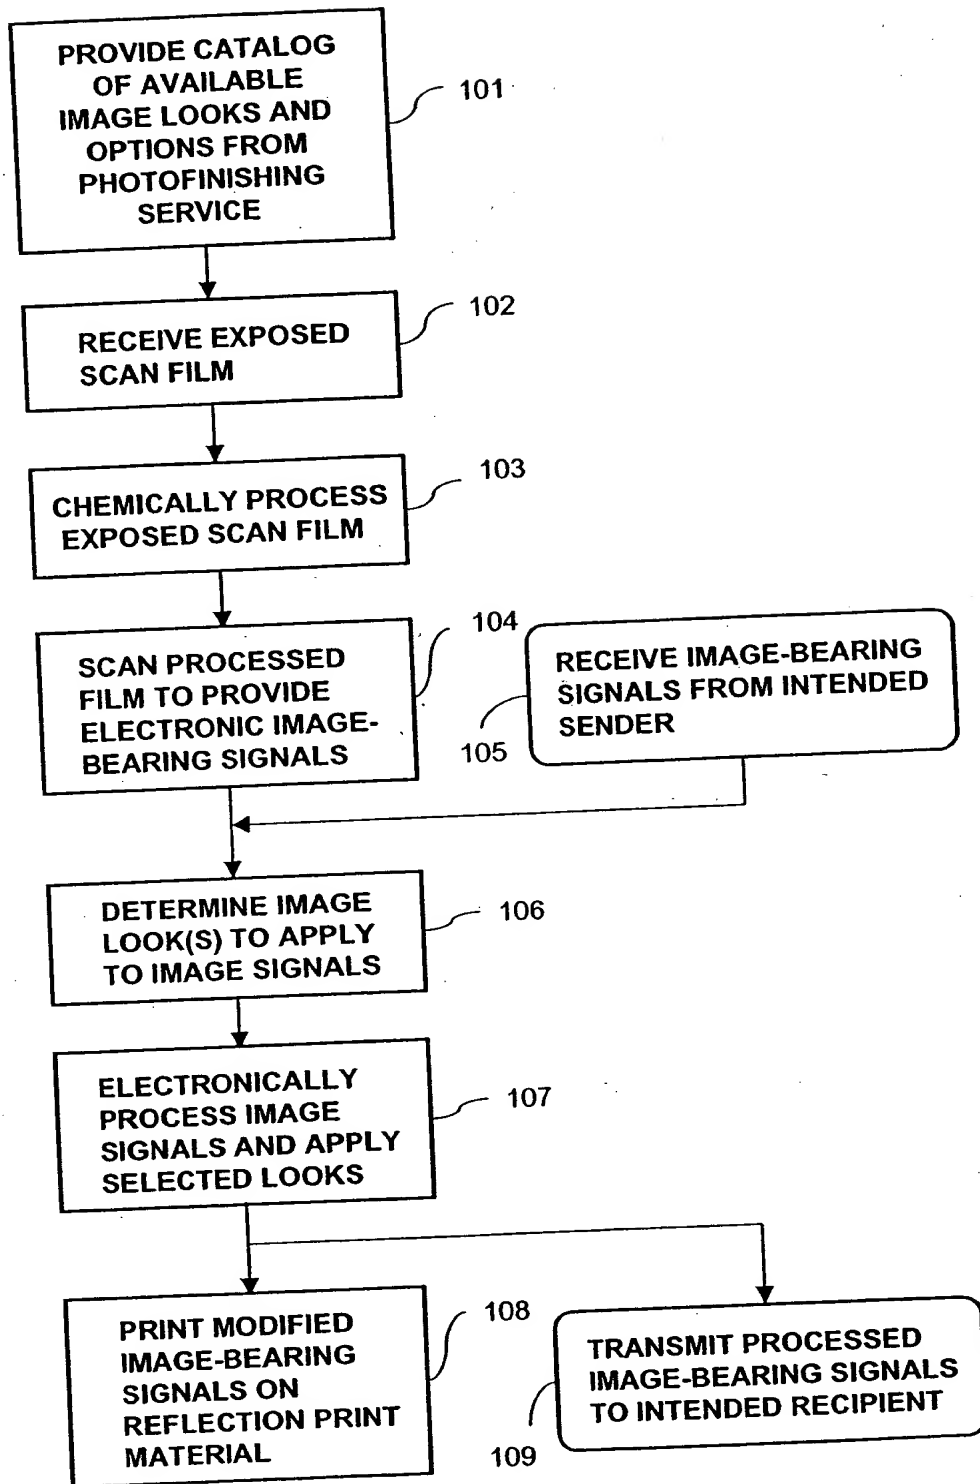 PROVIDE CATALOG
OF AVAILABLE
IMAGE LOOKS AND
OPTIONS FROM
PHOTOFINISHING
SERVICE
101
RECEIVE EXPOSED
SCAN FILM
102
CHEMICALLY PROCESS
EXPOSED SCAN FILM
103
SCAN PROCESSED
FILM TO PROVIDE
ELECTRONIC IMAGE-
BEARING SIGNALS
104
RECEIVE IMAGE-BEARING
SIGNALS FROM INTENDED
SENDER
105
DETERMINE IMAGE
LOOK(S) TO APPLY
TO IMAGE SIGNALS
106
ELECTRONICALLY
PROCESS IMAGE
SIGNALS AND APPLY
SELECTED LOOKS
107
PRINT MODIFIED
IMAGE-BEARING
SIGNALS ON
REFLECTION PRINT
MATERIAL
108
TRANSMIT PROCESSED
IMAGE-BEARING SIGNALS
TO INTENDED RECIPIENT
109